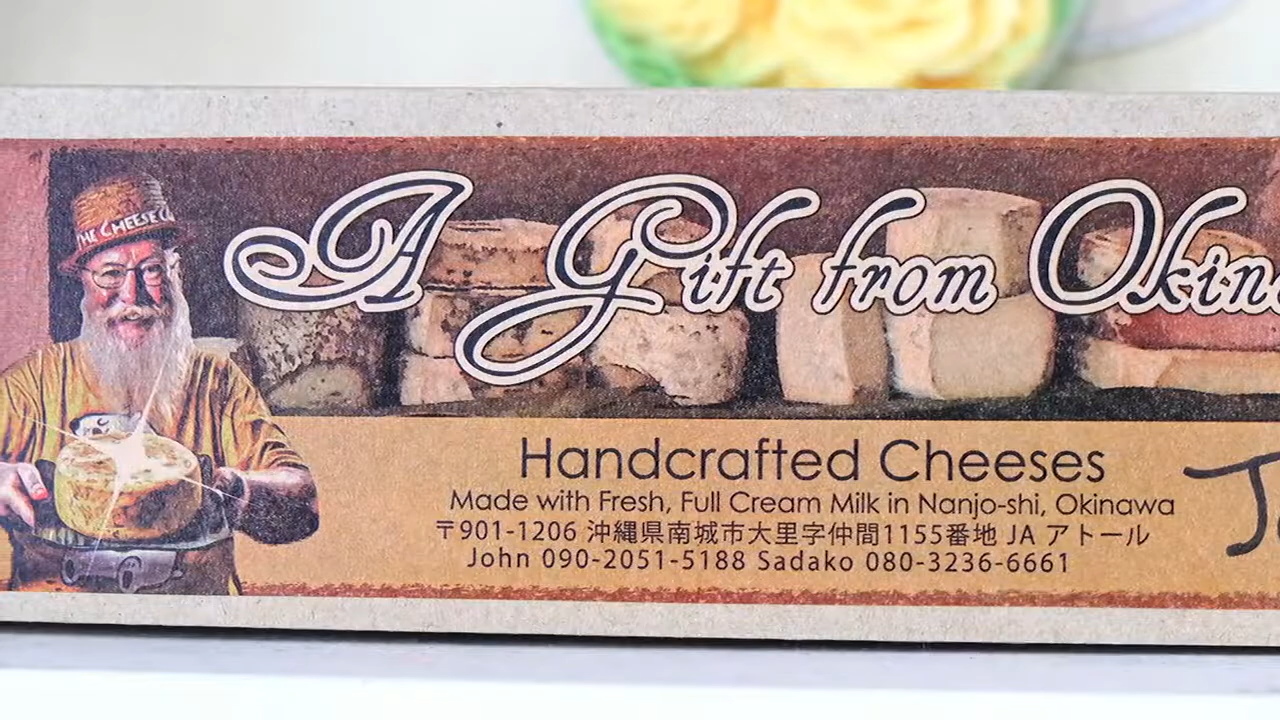 THE CHEESE
A Gift from Okin
Handcrafted Cheeses
Made with Fresh, Full Cream Milk in Nanjo-shi, Okinawa
〒901-1206 沖縄県南城市大里字仲間1155番地 JA アトール
John 090-2051-5188 Sadako 080-3236-6661